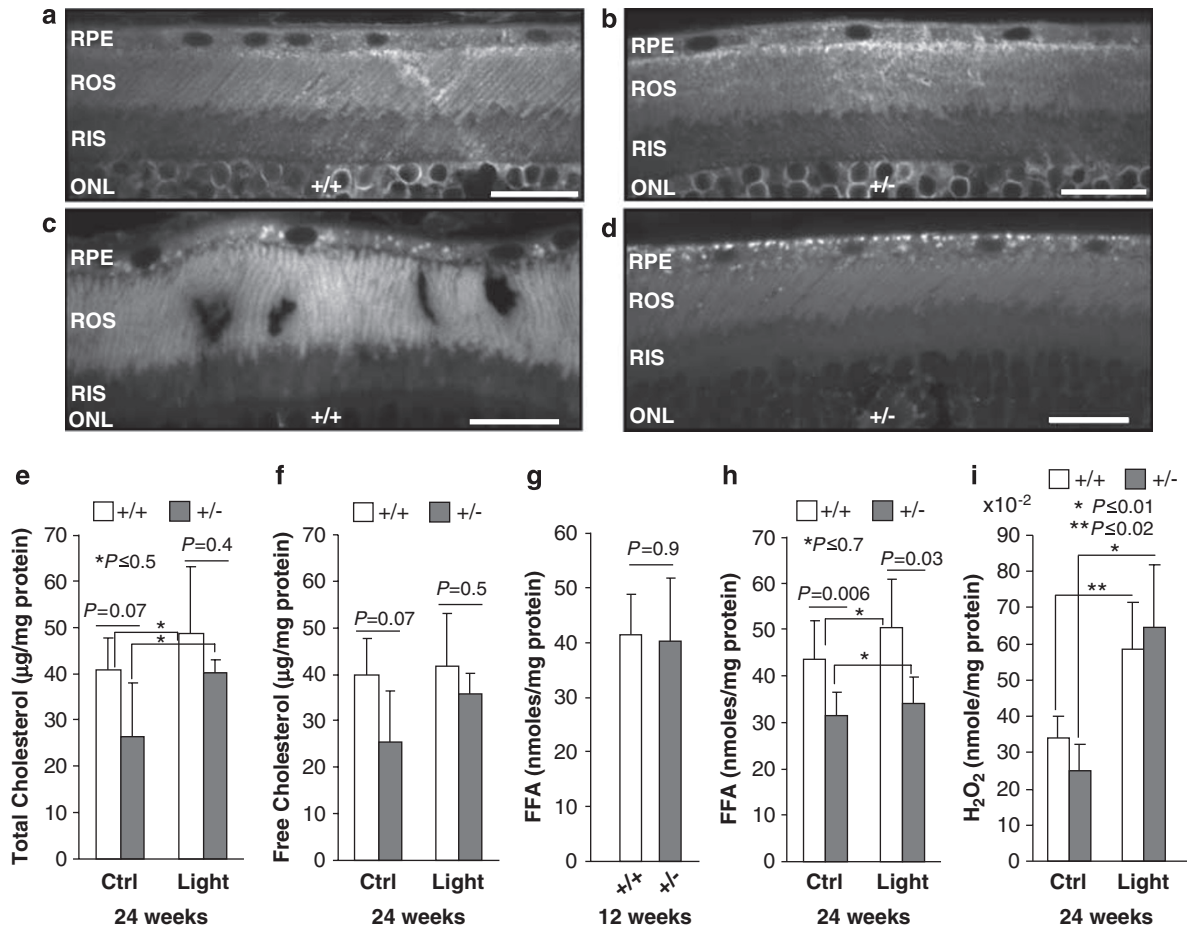 a
RPE
ROS
RIS
ONL
+/+
b
RPE
ROS
RIS
ONL
+/-
c
RPE
ROS
RIS
ONL
+/+
d
RPE
ROS
RIS
ONL
+/-
e
+/+ +/-
Total Cholesterol (µg/mg protein)
70
60
50
40
30
20
10
0
*P≤0.5
P=0.4
P=0.07
*
*
Ctrl Light
24 weeks
f
+/+ +/-
Free Cholesterol (µg/mg protein)
70
60
50
40
30
20
10
0
P=0.5
P=0.07
Ctrl Light
24 weeks
g
FFA (nmoles/mg protein)
60
50
40
30
20
10
0
P=0.9
+/+ +/-
12 weeks
h
+/+ +/-
FFA (nmoles/mg protein)
70
60
50
40
30
20
10
0
*P≤0.7
P=0.03
P=0.006
*
*
Ctrl Light
24 weeks
i
+/+ +/-
x10-2
* P≤0.01
**P≤0.02
H2O2 (nmole/mg protein)
90
80
70
60
50
40
30
20
10
0
*
**
Ctrl Light
24 weeks